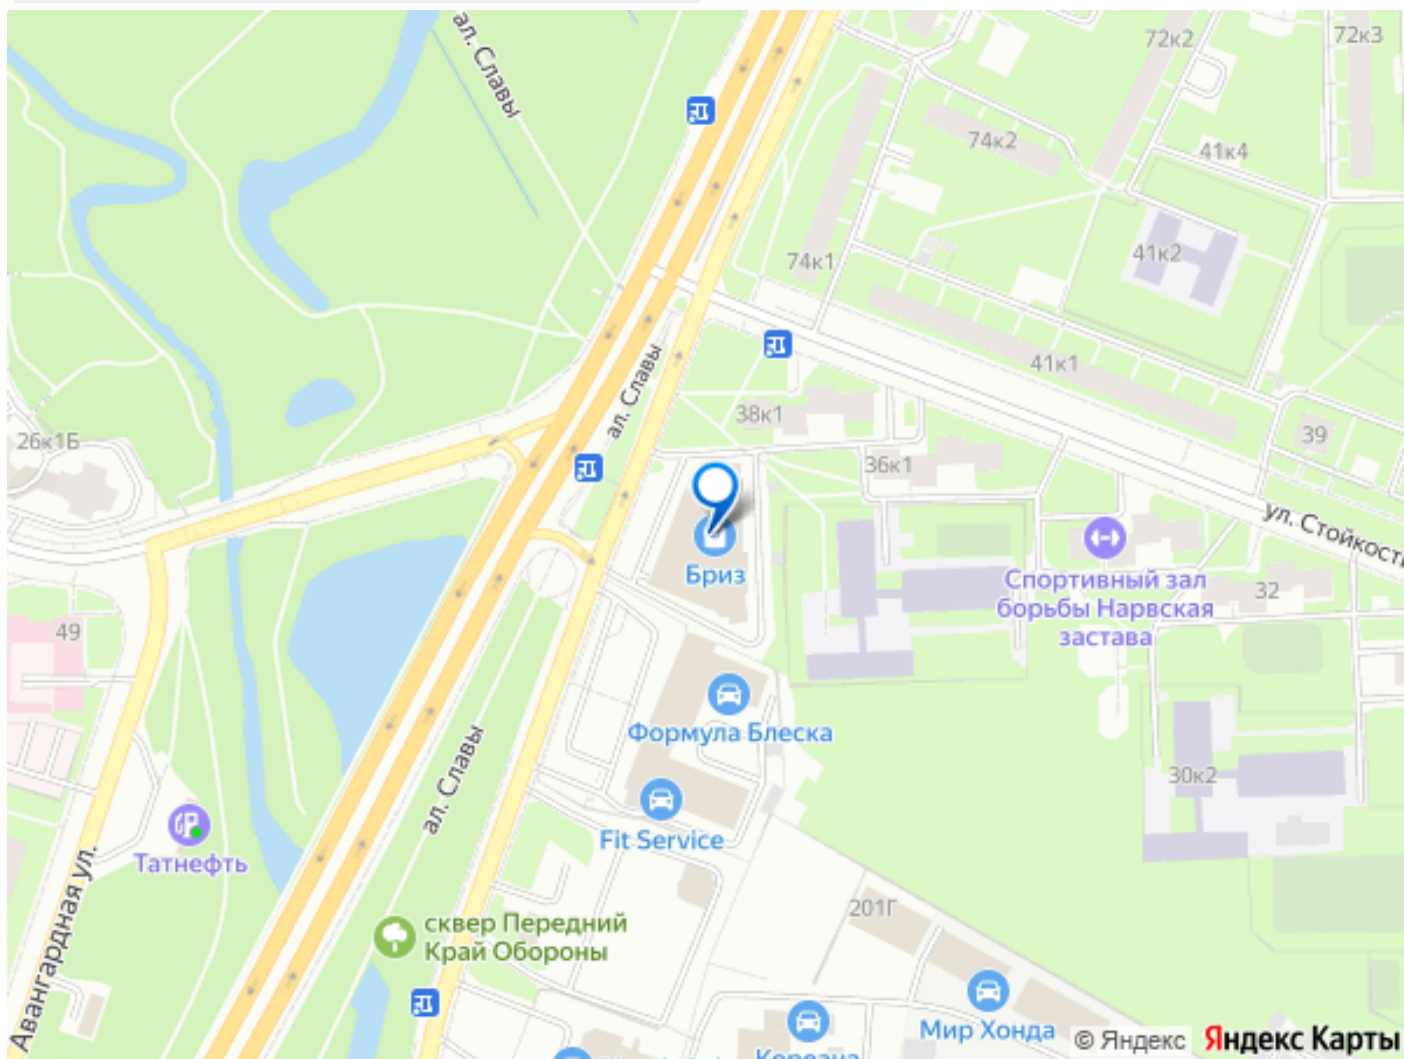 ал. Славы
72к2
72к3
74к2
41к4
41к2
74к1
41к1
ал. Славы
38к1
39
26к1Б
36к1
ул. Стойкости
Бриз
Спортивный зал
борьбы Нарвская
застава
32
49
Формула Блеска
ал. Славы
30к2
Fit Service
Татнефть
Авангардная ул.
201Г
сквер Передний
Край Обороны
Мир Хонда
Кореана
© Яндекс
Яндекс Карты